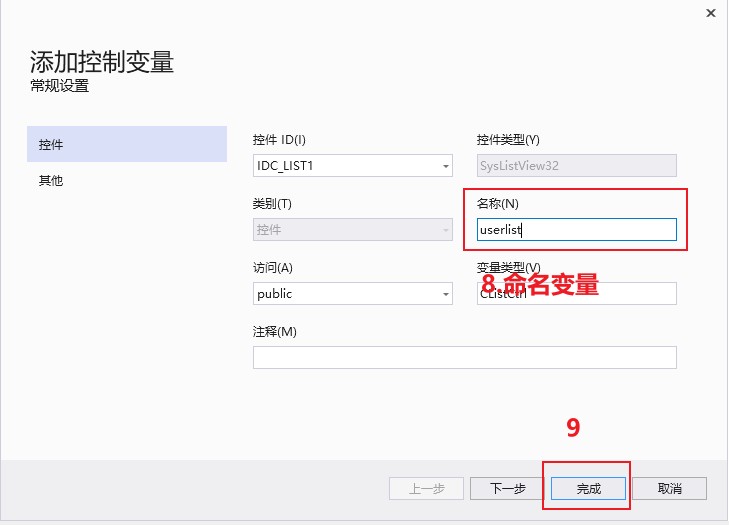 添加控制变量
常规设置
控件
其他
控件 ID(I)
控件类型(Y)
IDC_LIST1
SysListView32
类别(T)
名称(N)
控件
userlist
访问(A)
变量类型(V)
public
CListCtrl
8.命名变量
注释(M)
9
上一步
下一步
完成
取消